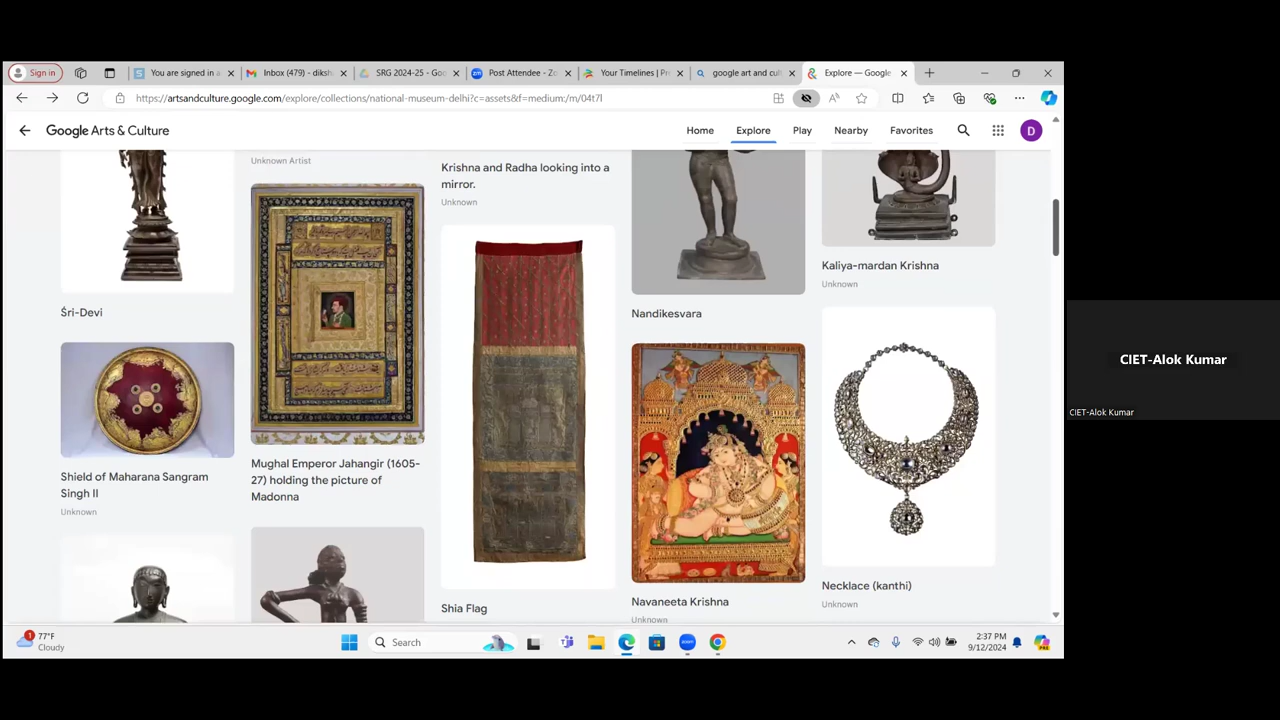 Sign in
You are signed in a
Inbox (479) - diksh
SRG 2024-25 - Goo
Post Attendee - Zo
Your Timelines | Pr
google art and cult
Explore — Google
https://artsandculture.google.com/explore/collections/national-museum-delhi?c=assets&f=medium:/m/04t7l
Google Arts & Culture
Home
Explore
Play
Nearby
Favorites
D
Unknown Artist
Krishna and Radha looking into a
mirror.
Unknown
Kaliya-mardan Krishna
Unknown
Śri-Devi
Nandikesvara
Shield of Maharana Sangram
Singh II
Unknown
Mughal Emperor Jahangir (1605-
27) holding the picture of
Madonna
Shia Flag
Navaneeta Krishna
Unknown
Necklace (kanthi)
Unknown
CIET-Alok Kumar
CIET-Alok Kumar
1
77°F
Cloudy
Search
2:37 PM
9/12/2024